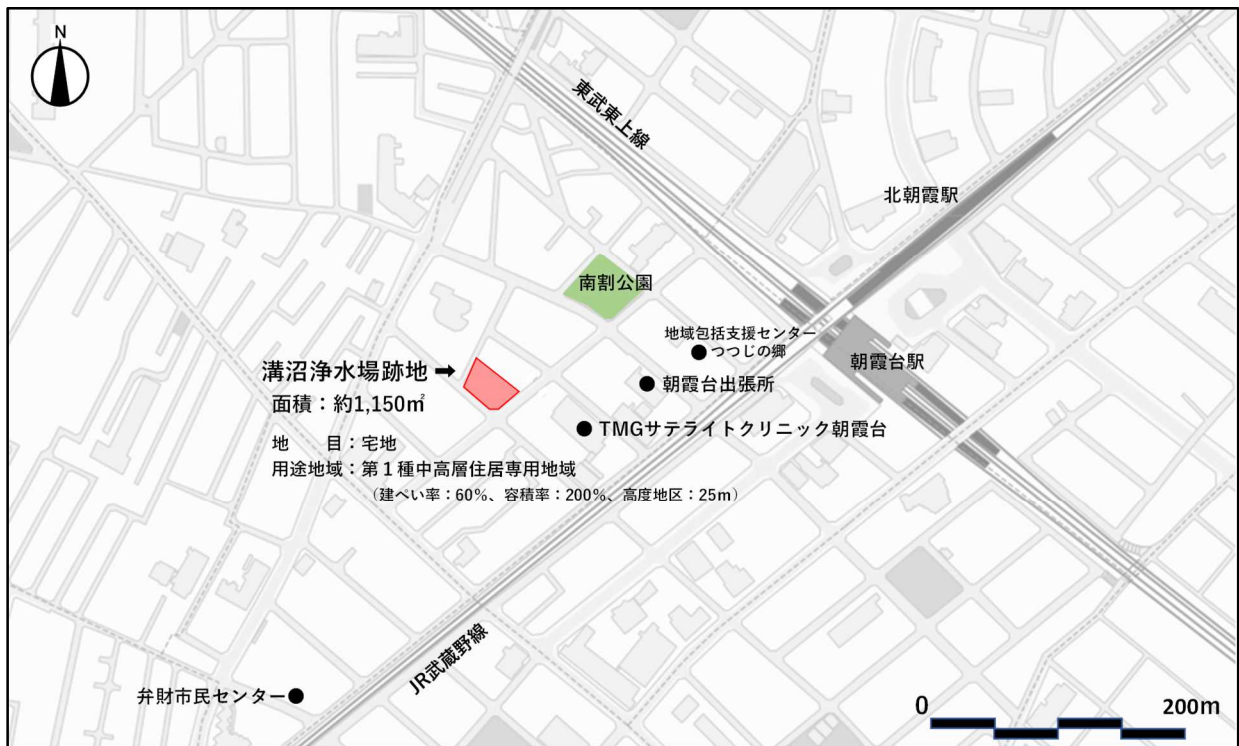 N
東武東上線
北朝霞駅
南割公園
地域包括支援センター
つつじの郷
朝霞台駅
溝沼浄水場跡地
朝霞台出張所
面積：約1,150㎡
TMGサテライトクリニック朝霞台
地　　目：宅地
用途地域：第１種中高層住居専用地域
（建ぺい率：60%、容積率：200%、高度地区：25m）
JR武蔵野線
弁財市民センター
0 200m